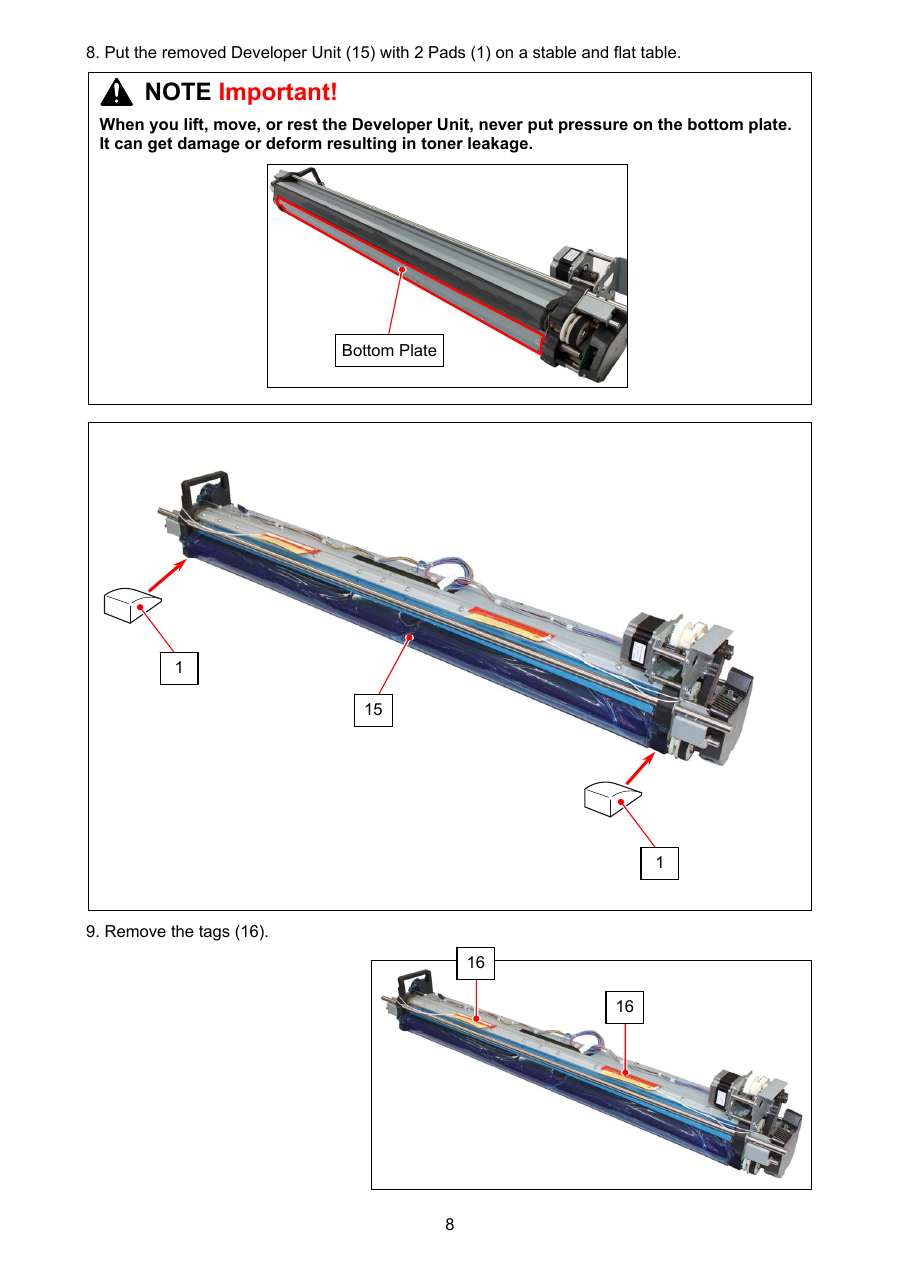 8. Put the removed Developer Unit (15) with 2 Pads (1) on a stable and flat table.
NOTE Important!
When you lift, move, or rest the Developer Unit, never put pressure on the bottom plate.
It can get damage or deform resulting in toner leakage.
Bottom Plate
1
15
1
9. Remove the tags (16).
16
16
8